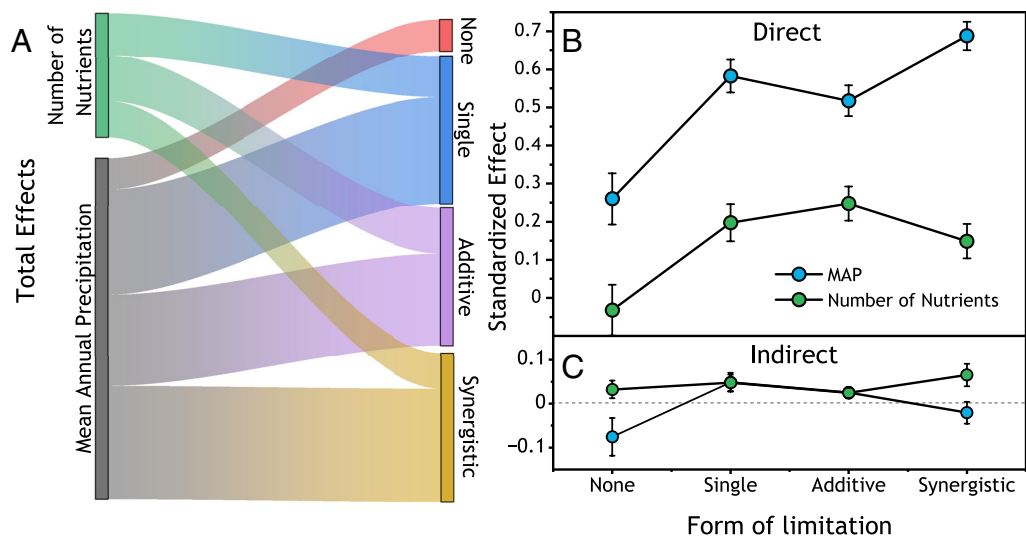 A
Total Effects
Number of
Nutrients
Mean Annual Precipitation
None
Single
Additive
Synergistic
B
Direct
Standardized Effect
0.7
0.6
0.5
0.4
0.3
0.2
0.1
0
MAP
Number of Nutrients
C
Indirect
0.1
0
−0.1
None
Single
Additive
Synergistic
Form of limitation